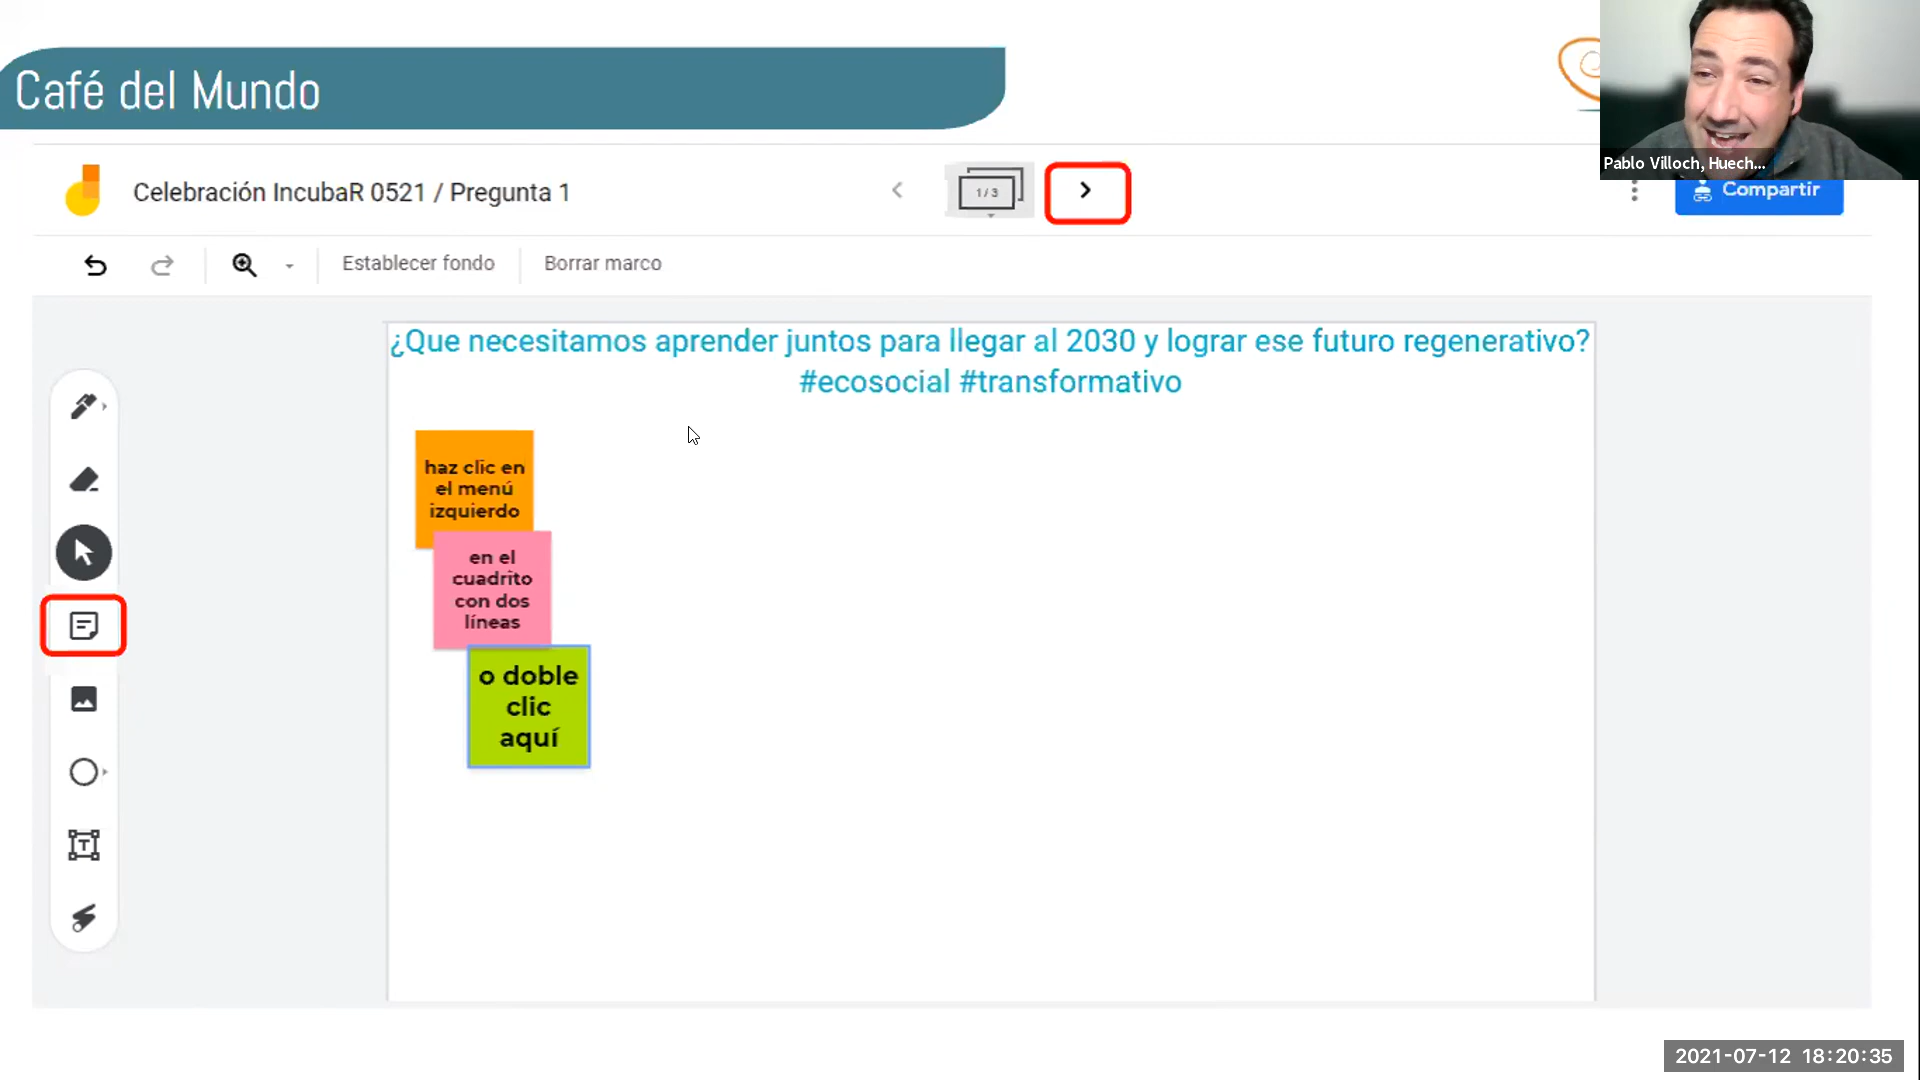 Café del Mundo
Pablo Villoch, Huech...
Celebración IncubaR 0521 / Pregunta 1
1 / 3
Compartir
Establecer fondo
Borrar marco
¿Que necesitamos aprender juntos para llegar al 2030 y lograr ese futuro regenerativo?
#ecosocial #transformativo
haz clic en
el menú
izquierdo
en el
cuadrito
con dos
líneas
o doble
clic
aquí
T
2021-07-12 18:20:35